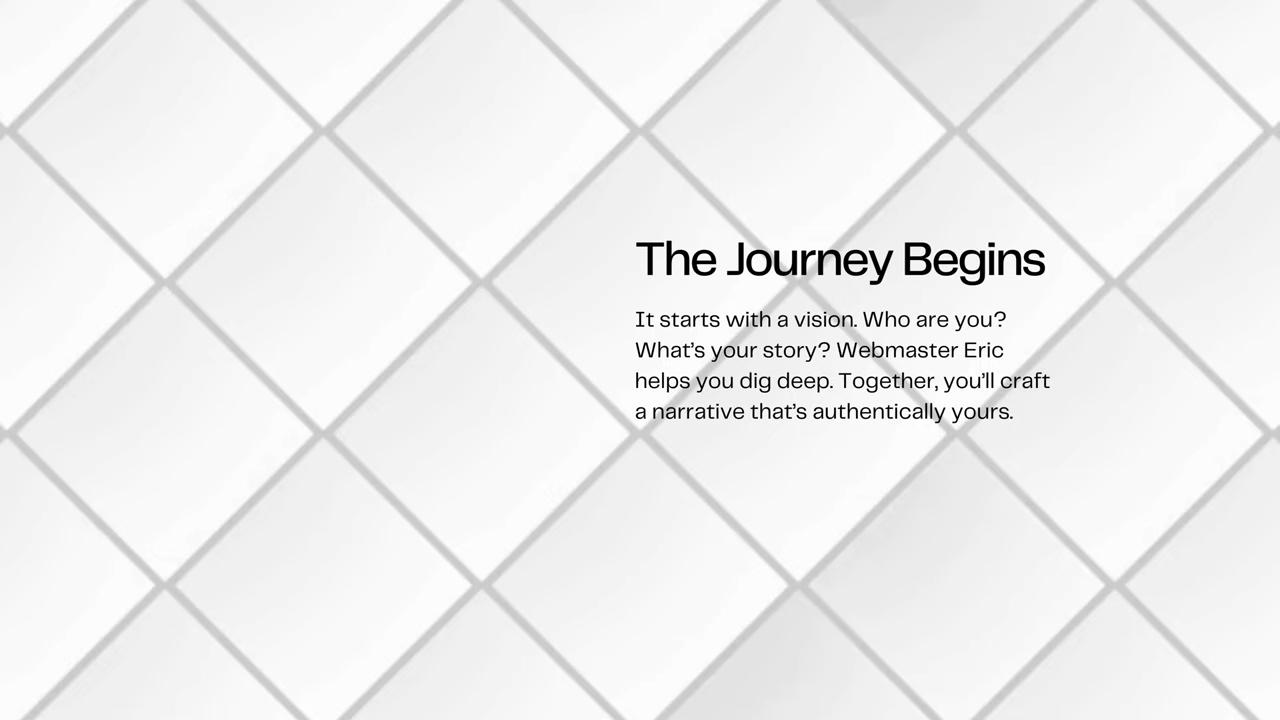 The Journey Begins
It starts with a vision. Who are you?
What’s your story? Webmaster Eric
helps you dig deep. Together, you’ll craft
a narrative that’s authentically yours.